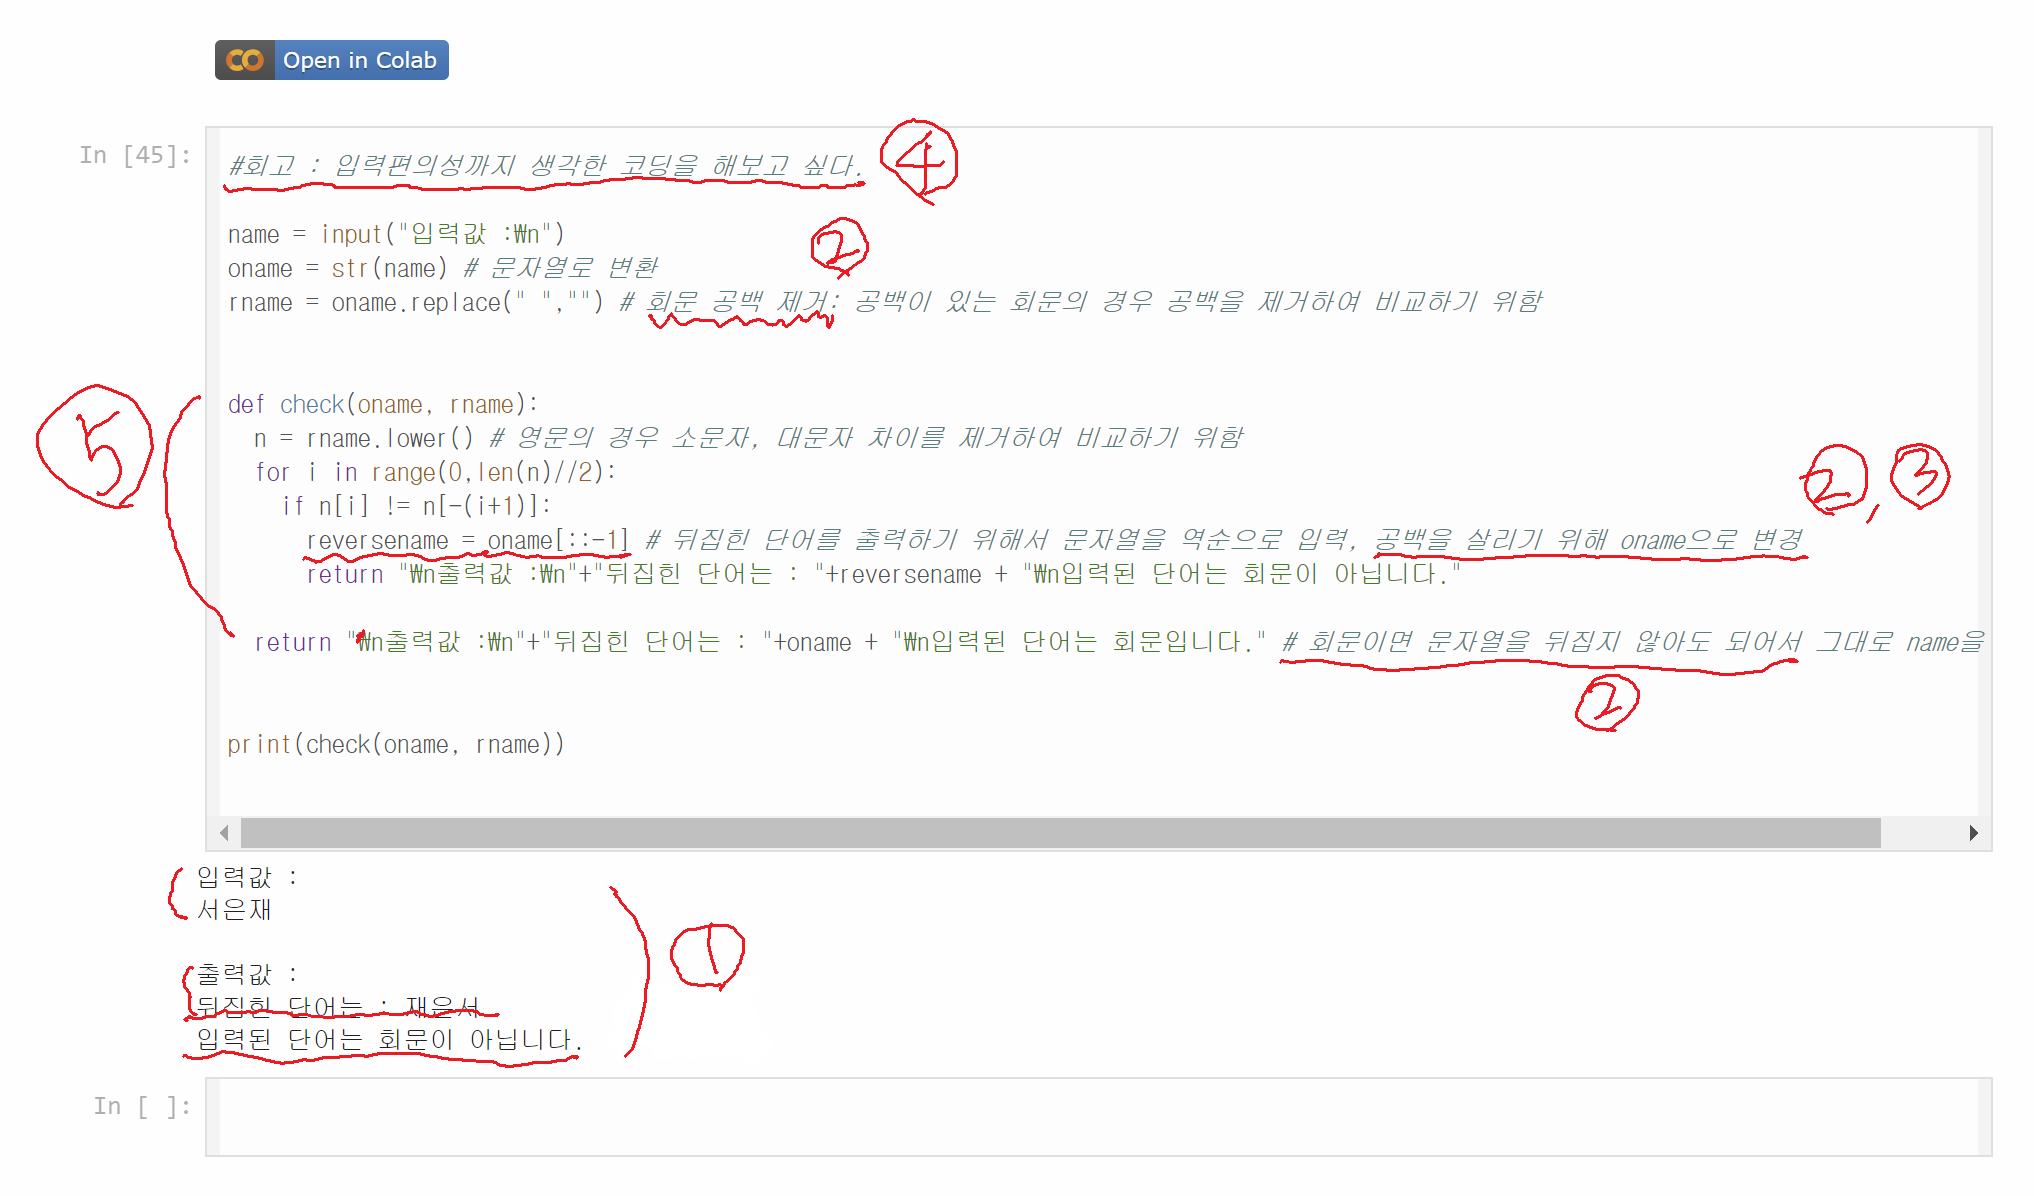 Open in Colab
In [45]:
#회고 : 입력편의성까지 생각한 코딩을 해보고 싶다.
④
name = input("입력값 :₩n")
②
oname = str(name) # 문자열로 변환
rname = oname.replace(" ","") # 회문 공백 제거: 공백이 있는 회문의 경우 공백을 제거하여 비교하기 위함
⑤
def check(oname, rname):
n = rname.lower() # 영문의 경우 소문자, 대문자 차이를 제거하여 비교하기 위함
for i in range(0,len(n)//2):
②, ③
if n[i] != n[-(i+1)]:
reversename = oname[::-1] # 뒤집힌 단어를 출력하기 위해서 문자열을 역순으로 입력, 공백을 살리기 위해 oname으로 변경
return "₩n출력값 :₩n"+"뒤집힌 단어는 : "+reversename + "₩n입력된 단어는 회문이 아닙니다."
return "₩n출력값 :₩n"+"뒤집힌 단어는 : "+oname + "₩n입력된 단어는 회문입니다." # 회문이면 문자열을 뒤집지 않아도 되어서 그대로 name을
②
print(check(oname, rname))
입력값 :
서은재
①
출력값 :
뒤집힌 단어는 : 재은서
입력된 단어는 회문이 아닙니다.
In [ ]: